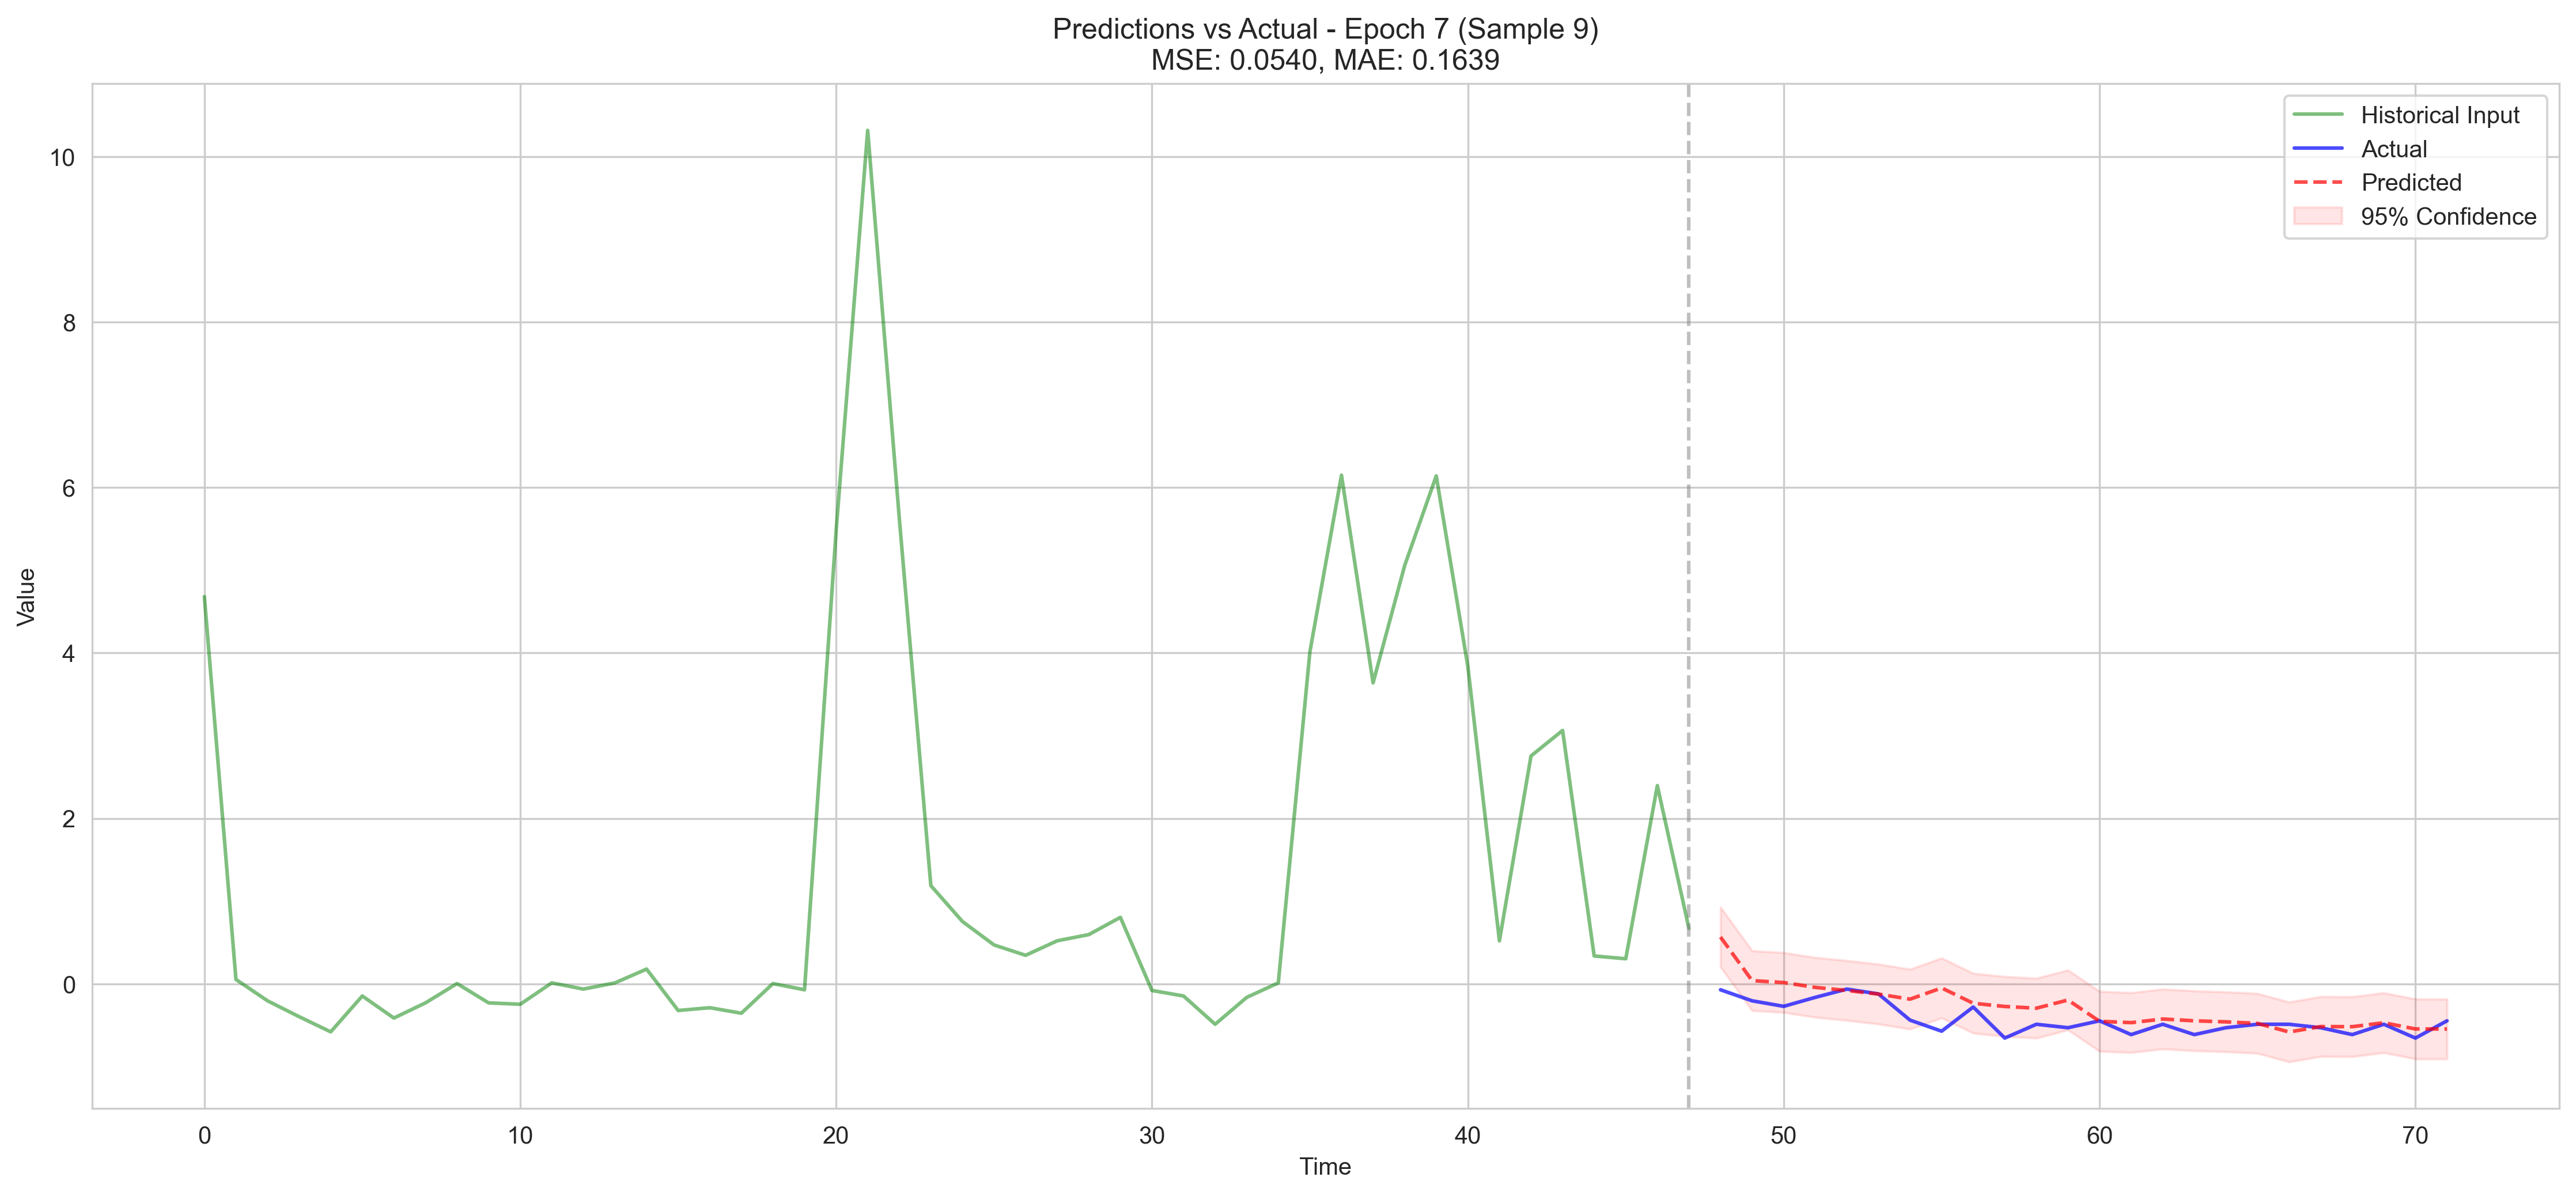 Predictions vs Actual - Epoch 7 (Sample 9)
MSE: 0.0540, MAE: 0.1639
Historical Input
Actual
Predicted
95% Confidence
10
8
6
4
2
0
Value
0
10
20
30
40
50
60
70
Time